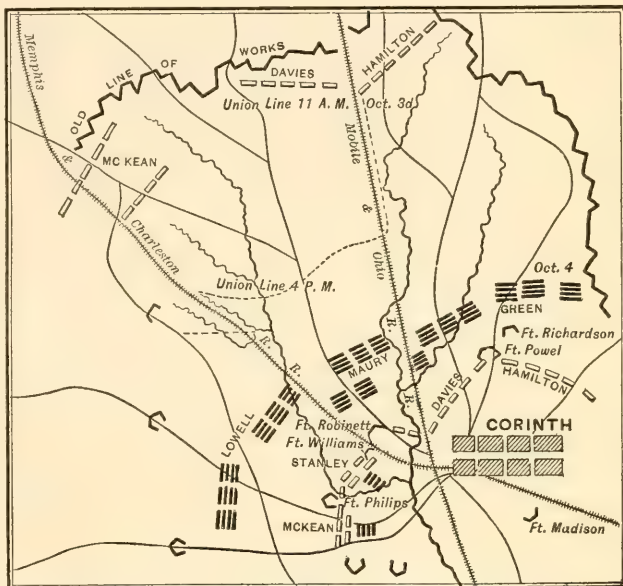 OLD LINE OF WORKS
DAVIES
Union Line 11 A.M. Oct. 3d
HAMILTON
Memphis & Charleston R. R.
MC KEAN
Mobile & Ohio R. R.
Union Line 4 P.M.
Oct. 4
GREEN
Ft. Richardson
Ft. Powel
HAMILTON
MAURY
DAVIES
LOWELL
Ft. Robinett
Ft. Williams
STANLEY
CORINTH
Ft. Philips
MCKEAN
Ft. Madison